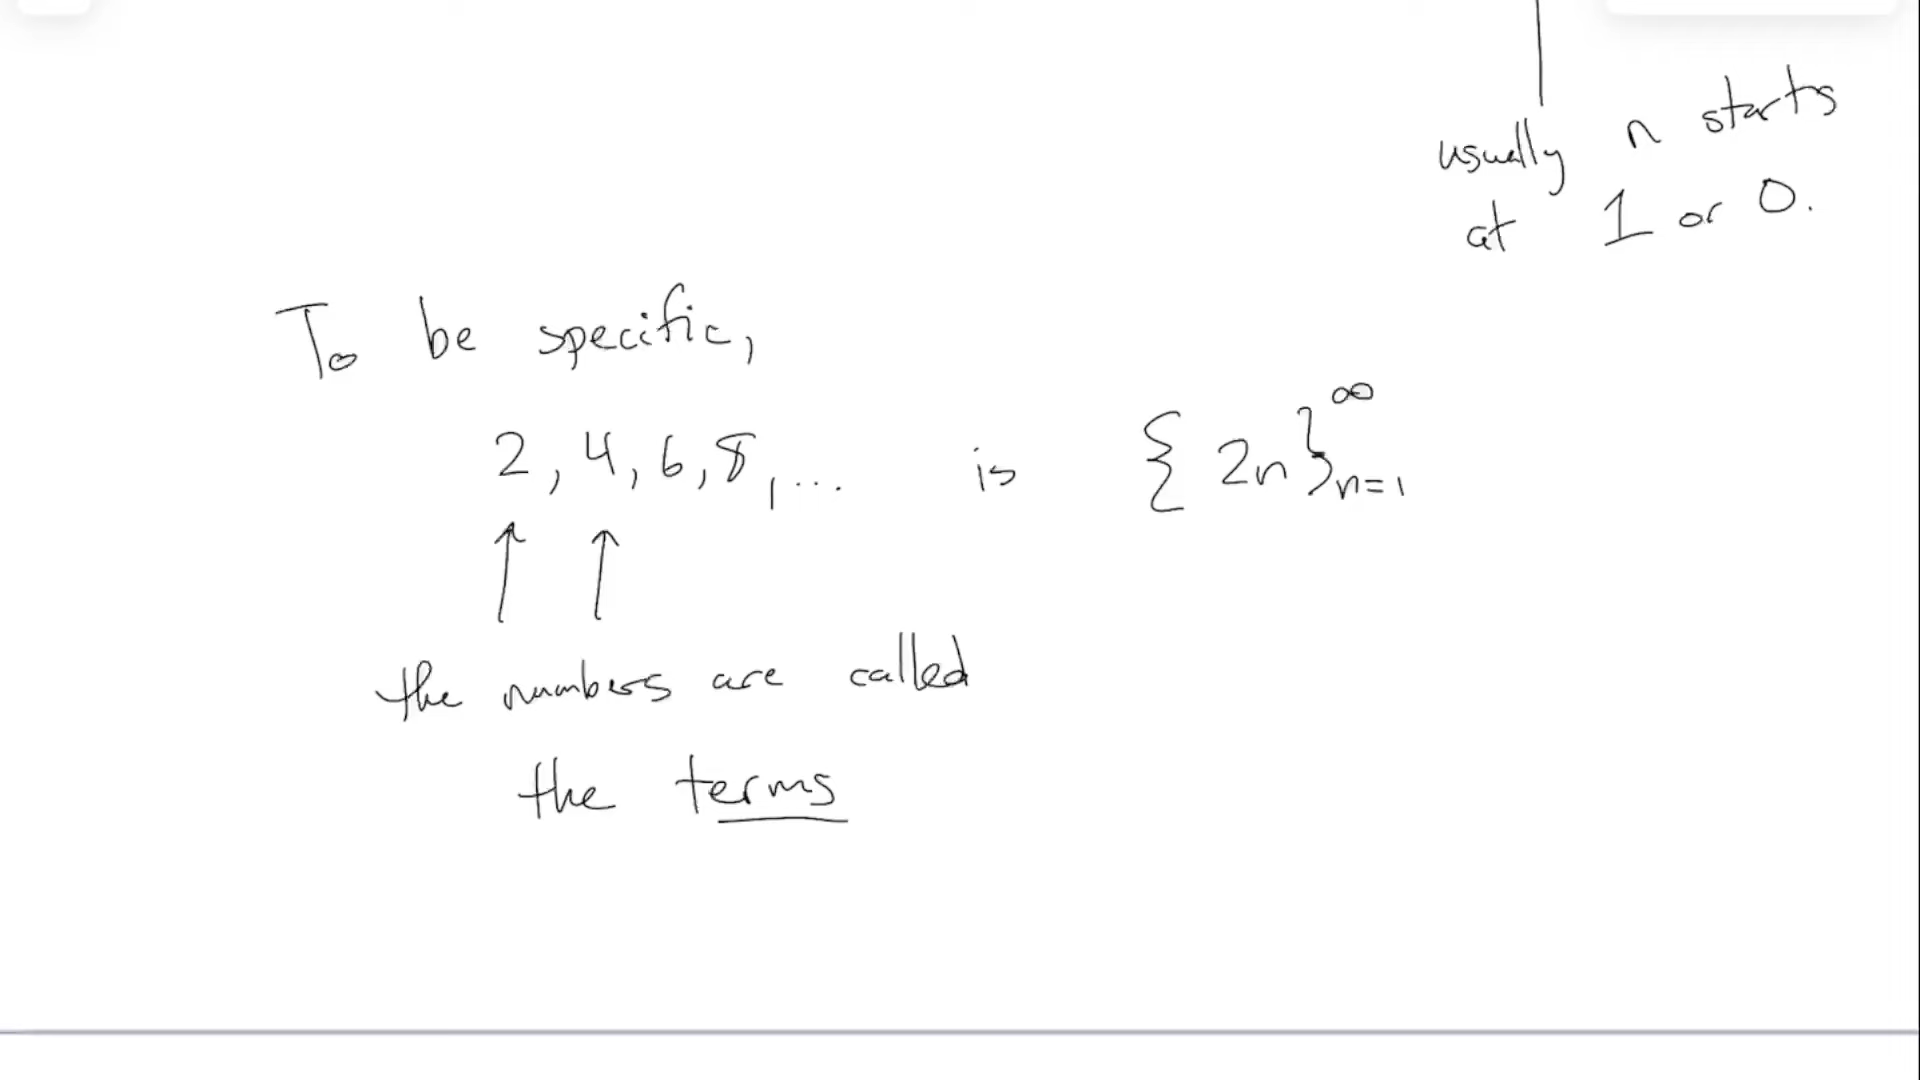 usually n starts
at 1 or 0.
To be specific,
2, 4, 6, 8, ... is { 2n }^∞_{n=1}
the numbers are called
the terms